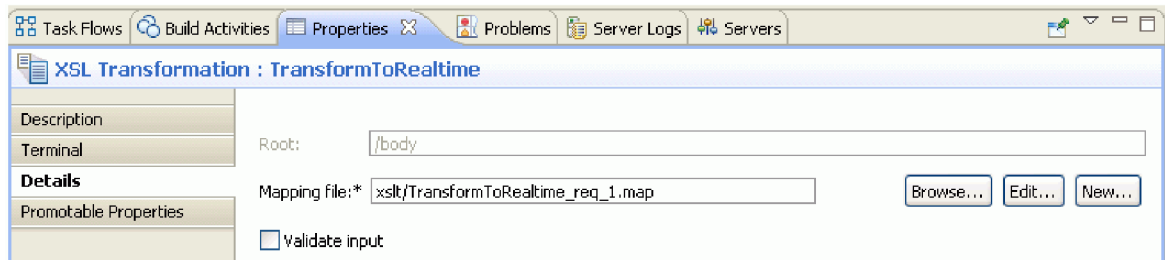 Task Flows Build Activities Properties Problems Server Logs Servers
XSL Transformation : TransformToRealtime
Description
Terminal
Details
Promotable Properties
Root: /body
Mapping file:* xslt/TransformToRealtime_req_1.map Browse... Edit... New...
Validate input